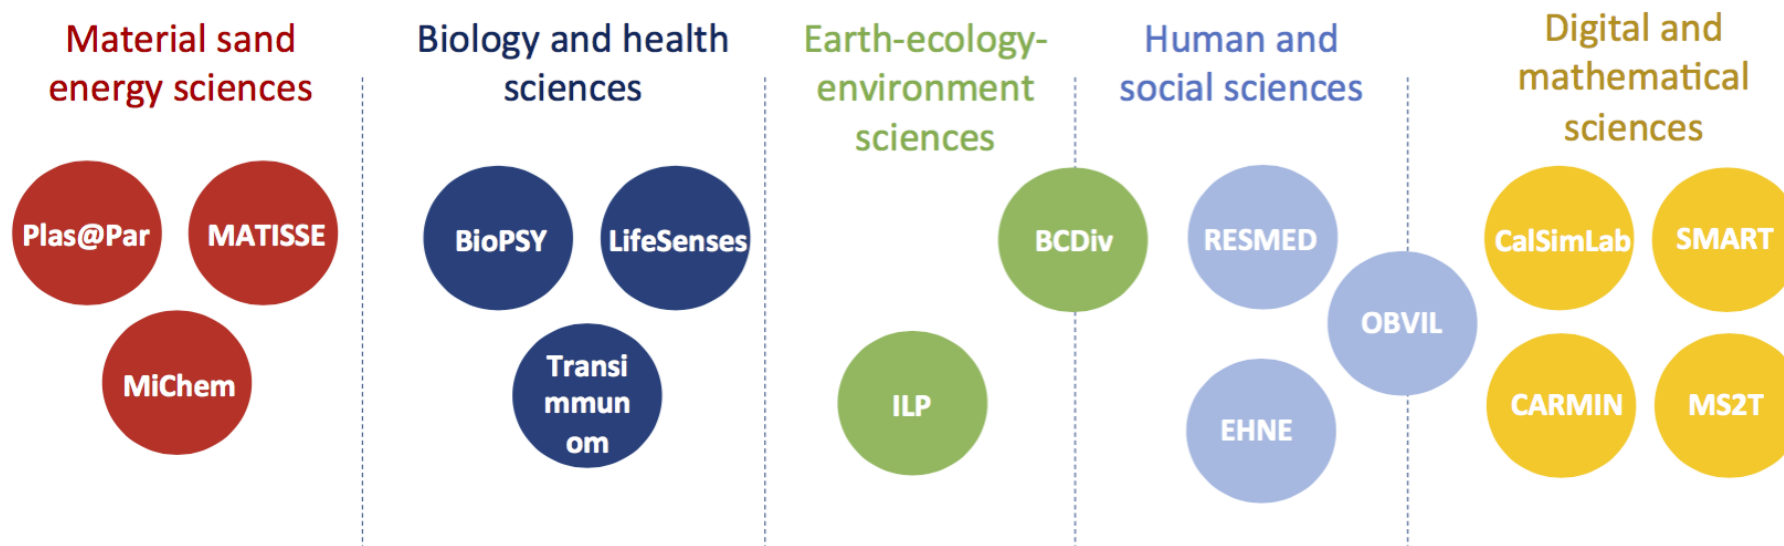 Material sand
energy sciences
Biology and health
sciences
Earth-ecology-
environment
sciences
Human and
social sciences
Digital and
mathematical
sciences
Plas@Par
MATISSE
MiChem
BioPSY
LifeSenses
Transi
mmun
om
BCDiv
ILP
RESMED
OBVIL
EHNE
CalSimLab
SMART
CARMIN
MS2T